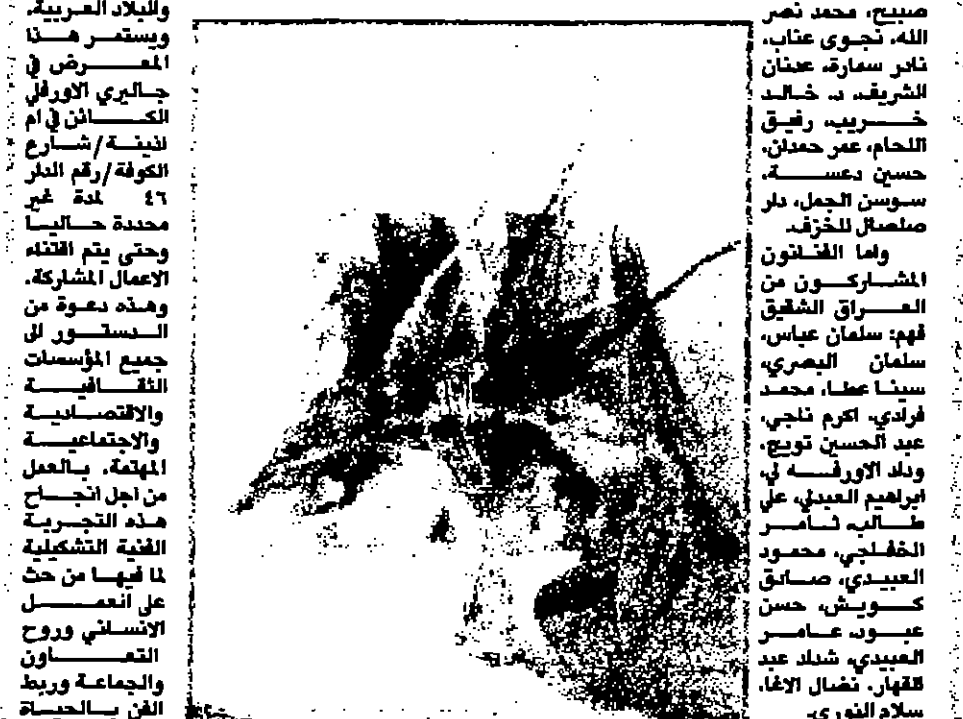 صبيح، محمد نصر
الله، نجوى عناب،
نادر سمارة، عدنان
الشريف، د. خالد
خريب، رفيق
اللحام، عمر حمدان،
حسين دعسة،
سوسن الجمل، دار
صلصال للخزف.
واما الفنانون
المشاركون من
العراق الشقيق
فهم: سلمان عباس،
سلمان البصري،
سينا عطا، محمد
فرادي، اكرم ناجي،
عبد الحسين تويج،
وداد الاورفه لي،
ابراهيم العبدلي، علي
طالب، ثامر
الخفاجي، محمود
العبيدي، صادق
كويش، حسن
عبود، عامر
العبيدي، شداد عبد
القهار، نضال الاغا،
سلام النوري.
والبلاد العربية.
ويستمر هذا
المعرض في
جاليري الاورفلي
الكائن في ام
اذينة/شارع
الكوفة/رقم الدار
٤٦ لمدة غير
محددة حاليا
وحتى يتم اقتناء
الاعمال المشاركة.
وهذه دعوة من
الدستور الى
جميع المؤسسات
الثقافية
والاقتصادية
والاجتماعية
المهتمة، بالعمل
من اجل انجاح
هذه التجربة
الفنية التشكيلية
لما فيها من حث
على العمل
الانساني وروح
التعاون
والجماعة وربط
الفن بالحياة